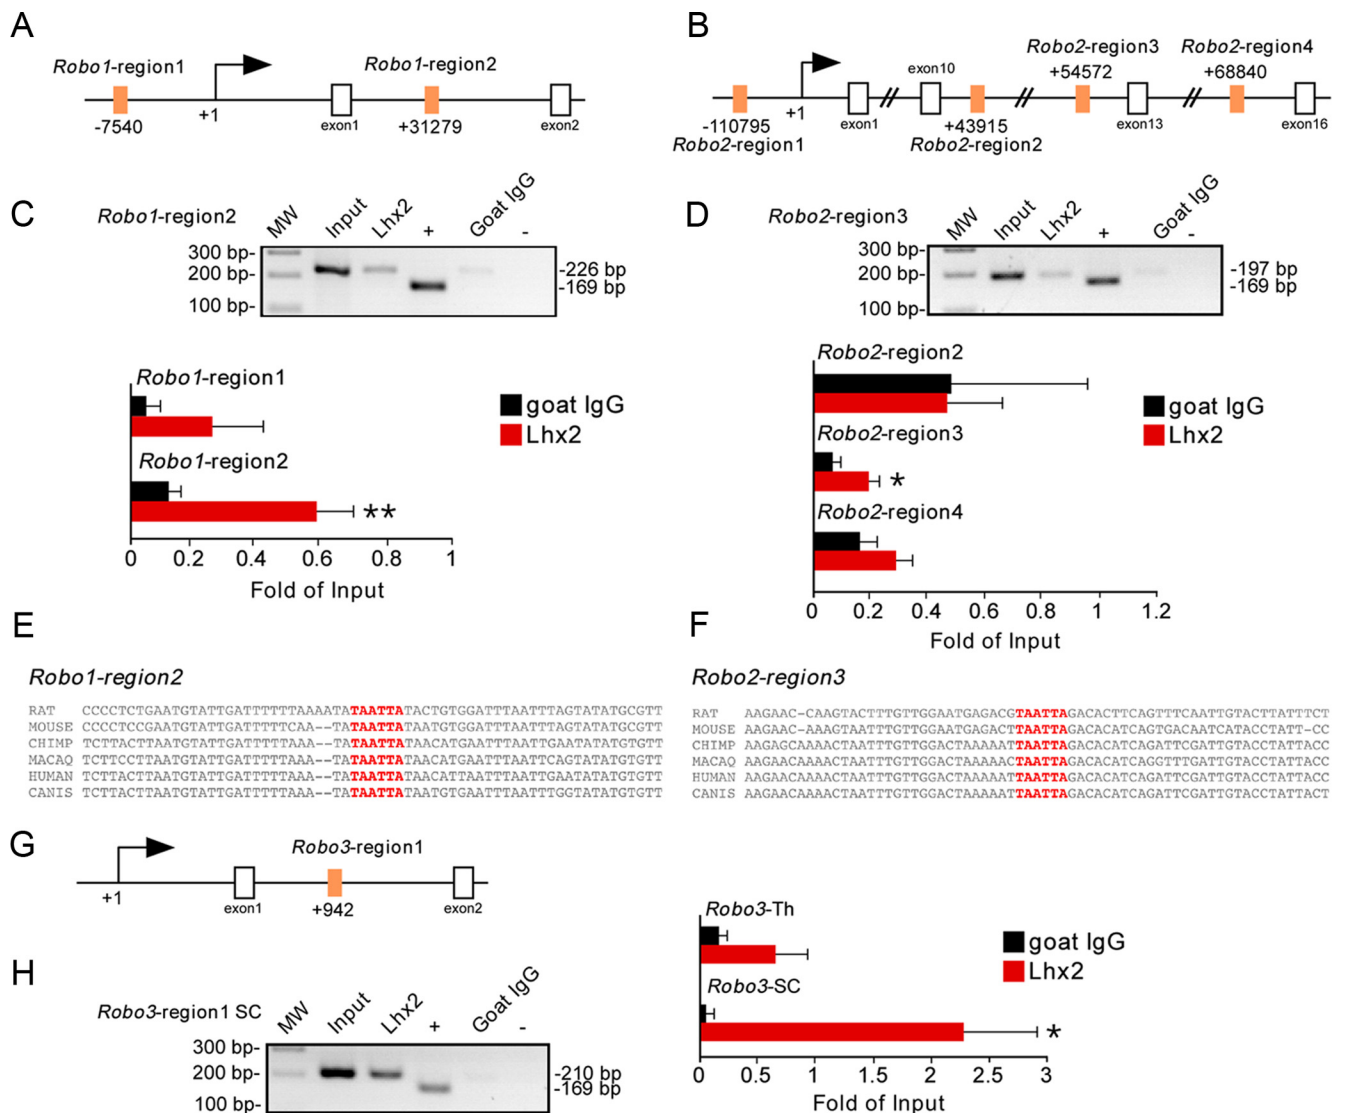 A
Robo1-region1
Robo1-region2
+1
-7540
exon1
+31279
exon2
B
Robo2-region3
Robo2-region4
+54572
+68840
exon10
-110795
+1
exon1
+43915
exon13
exon16
Robo2-region1
Robo2-region2
C
Robo1-region2
MW Input Lhx2 + Goat IgG -
300 bp-
200 bp-
100 bp-
-226 bp
-169 bp
Robo1-region1
Robo1-region2
**
goat IgG
Lhx2
0 0.2 0.4 0.6 0.8 1
Fold of Input
D
Robo2-region3
MW Input Lhx2 + Goat IgG -
300 bp-
200 bp-
100 bp-
-197 bp
-169 bp
Robo2-region2
Robo2-region3
*
Robo2-region4
goat IgG
Lhx2
0 0.2 0.4 0.6 0.8 1 1.2
Fold of Input
E
Robo1-region2
RAT CCCCTCTGAATGTATTGATTTTTTAAAATATAATTATACTGTGGATTTAATTTAGTATATGCGTT
MOUSE CCCCTCCGAATGTATTGATTTTTCAA--TATAATTATAATGTGAATTTAATTTAGTATATGCGTT
CHIMP TCTTACTTAATGTATTGATTTTTAAA--TATAATTATAACATGAATTTAATTGAATATATGTGTT
MACAQ TCTTCCTTAATGTATTGATTTTTAAA--TATAATTATAACATGAATTTAATTCAGTATATGTGTT
HUMAN TCTTACTTAATGTATTGATTTTTAAA--TATAATTATAACATTAATTTAATTGAATATATGTGTT
CANIS TCTTACTTAATGTATTGATTTTTAAA--TATAATTATAATGTGAATTTAATTTGGTATATGTGTT
F
Robo2-region3
RAT AAGAAC-CAAGTACTTTGTTGGAATGAGACGTAATTAGACACTTCAGTTTCAATTGTACTTATTTCT
MOUSE AAGAAC-AAAGTACTTTGTTGGAATGAGACTTAATTAGACACATCAGTGACAATCATACCTATT-CC
CHIMP AAGAGCAAAACTAATTTGTTGGACTAAAAATTAATTAGACACATCAGATTCGATTGTACCTATTACC
MACAQ AAGAACAAAACTAATTTGTTGGACTAAAAACTAATTAGACACATCAGGTTTGATTGTACCTATTACC
HUMAN AAGAACAAAACTAATTTGTTGGACTAAAAATTAATTAGACACATCAGATTCGATTGTACCTATTACC
CANIS AAGAACAAAACTAATTTGTTGGACTAAAAATTAATTAGACACATCAGATTCGATTGTACCTATTACT
G
Robo3-region1
+1
exon1
+942
exon2
H
Robo3-region1 SC
MW Input Lhx2 + Goat IgG -
300 bp-
200 bp-
100 bp-
-210 bp
-169 bp
Robo3-Th
Robo3-SC
*
goat IgG
Lhx2
0 0.5 1 1.5 2 2.5 3
Fold of Input